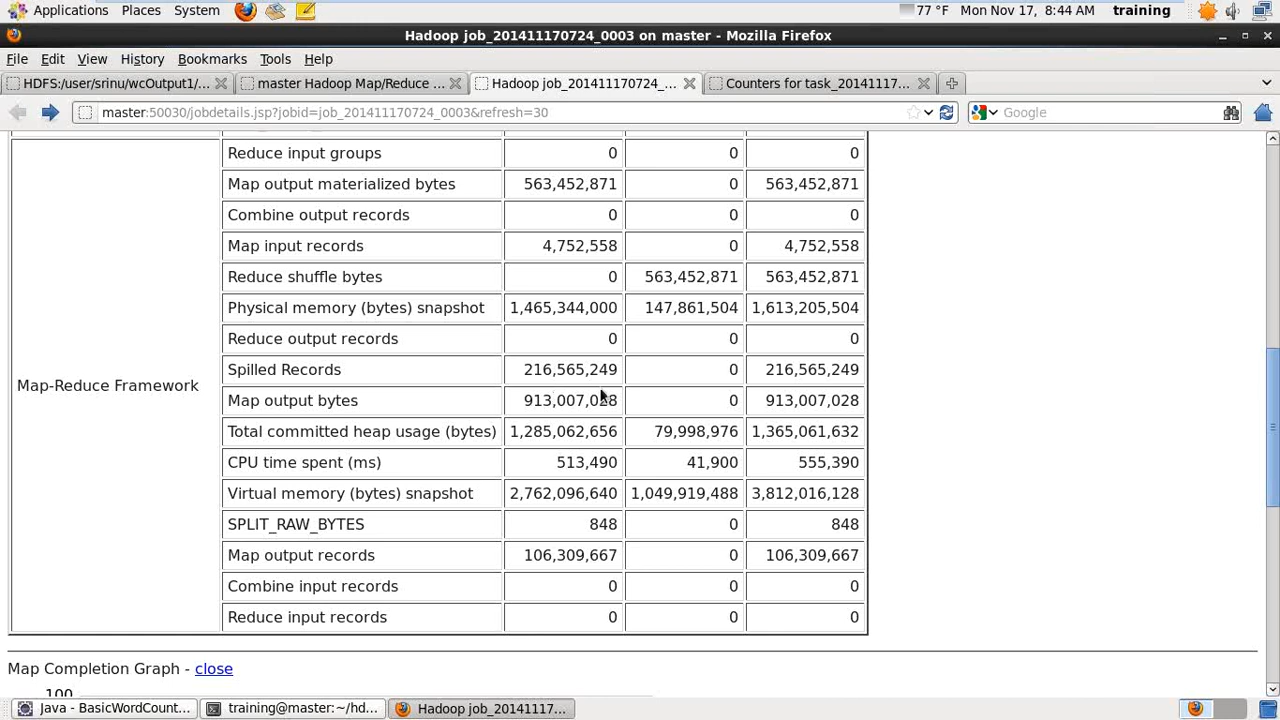 Applications Places System 77 °F Mon Nov 17, 8:44 AM training
Hadoop job_201411170724_0003 on master - Mozilla Firefox
File Edit View History Bookmarks Tools Help
HDFS:/user/srinu/wcOutput1/... master Hadoop Map/Reduce ... Hadoop job_201411170724_... Counters for task_20141117...
master:50030/jobdetails.jsp?jobid=job_201411170724_0003&refresh=30 Google
Map-Reduce Framework
Reduce input groups 0 0 0
Map output materialized bytes 563,452,871 0 563,452,871
Combine output records 0 0 0
Map input records 4,752,558 0 4,752,558
Reduce shuffle bytes 0 563,452,871 563,452,871
Physical memory (bytes) snapshot 1,465,344,000 147,861,504 1,613,205,504
Reduce output records 0 0 0
Spilled Records 216,565,249 0 216,565,249
Map output bytes 913,007,028 0 913,007,028
Total committed heap usage (bytes) 1,285,062,656 79,998,976 1,365,061,632
CPU time spent (ms) 513,490 41,900 555,390
Virtual memory (bytes) snapshot 2,762,096,640 1,049,919,488 3,812,016,128
SPLIT_RAW_BYTES 848 0 848
Map output records 106,309,667 0 106,309,667
Combine input records 0 0 0
Reduce input records 0 0 0
Map Completion Graph - close
100
Java - BasicWordCount... training@master:~/hd... Hadoop job_20141117...